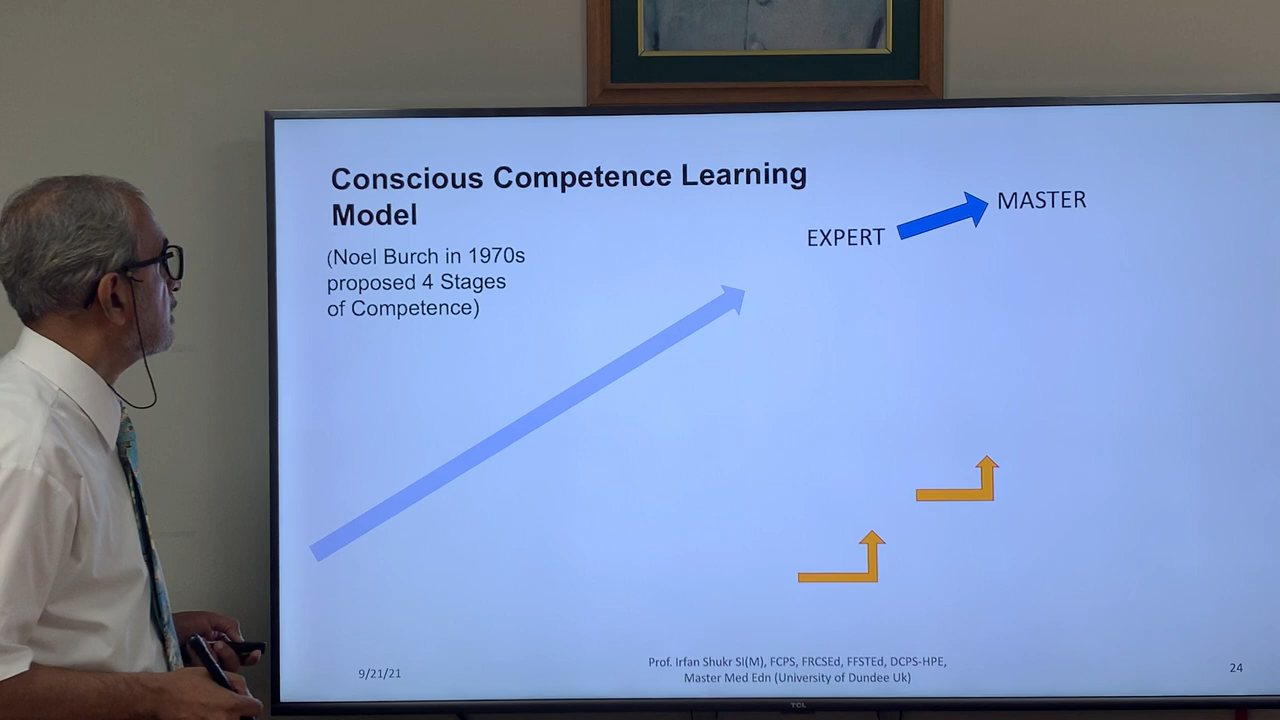 Conscious Competence Learning
Model
(Noel Burch in 1970s
proposed 4 Stages
of Competence)
EXPERT
MASTER
9/21/21
Prof. Irfan Shukr SI(M), FCPS, FRCSEd, FFSTEd, DCPS-HPE,
Master Med Edn (University of Dundee Uk)
24
TCL